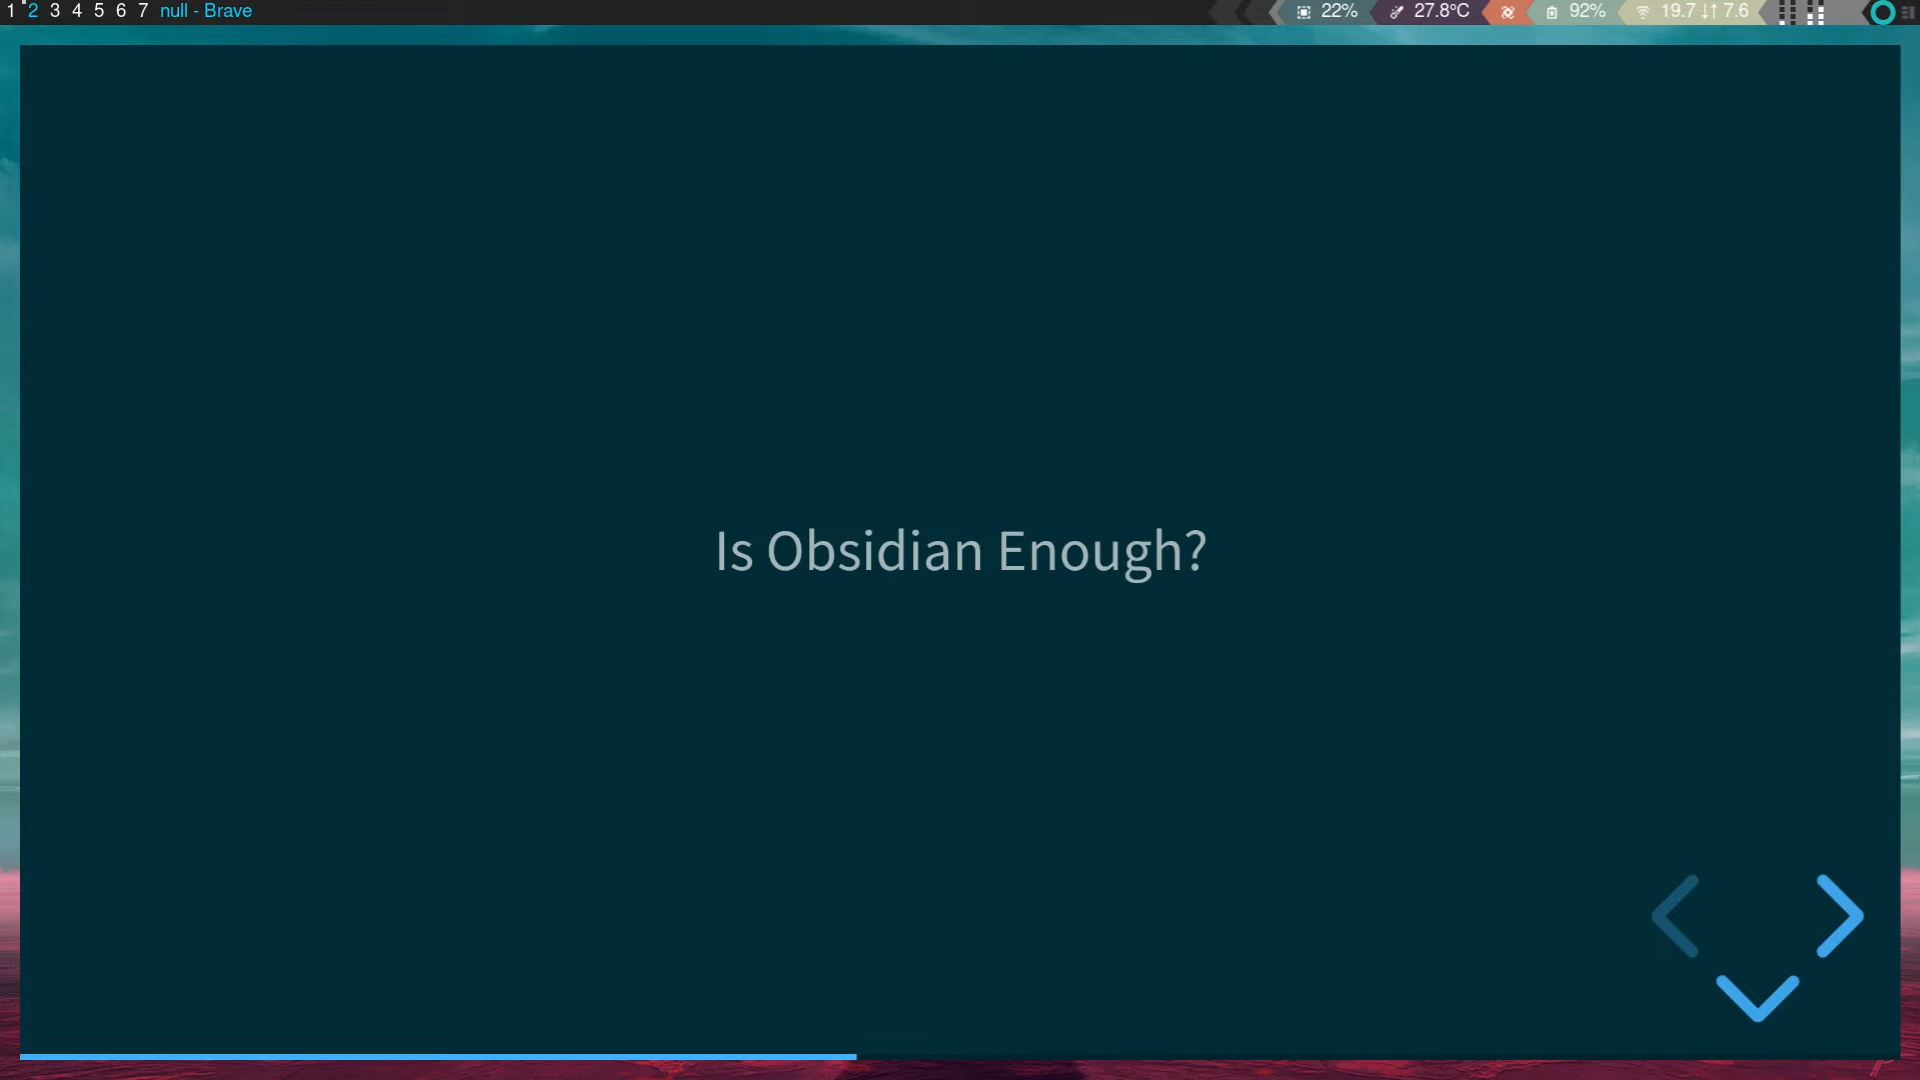 1 2 3 4 5 6 7 null - Brave
22% 27.8°C 92% 19.7 ↓↑ 7.6
Is Obsidian Enough?